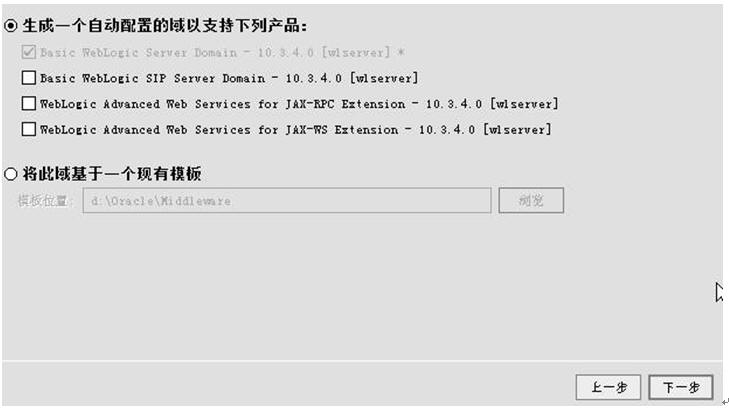 生成一个自动配置的域以支持下列产品:
Basic WebLogic Server Domain - 10.3.4.0 [wlserver] *
Basic WebLogic SIP Server Domain - 10.3.4.0 [wlserver]
WebLogic Advanced Web Services for JAX-RPC Extension - 10.3.4.0 [wlserver]
WebLogic Advanced Web Services for JAX-WS Extension - 10.3.4.0 [wlserver]
将此域基于一个现有模板
模板位置: d:\Oracle\Middleware 浏览
上一步 下一步